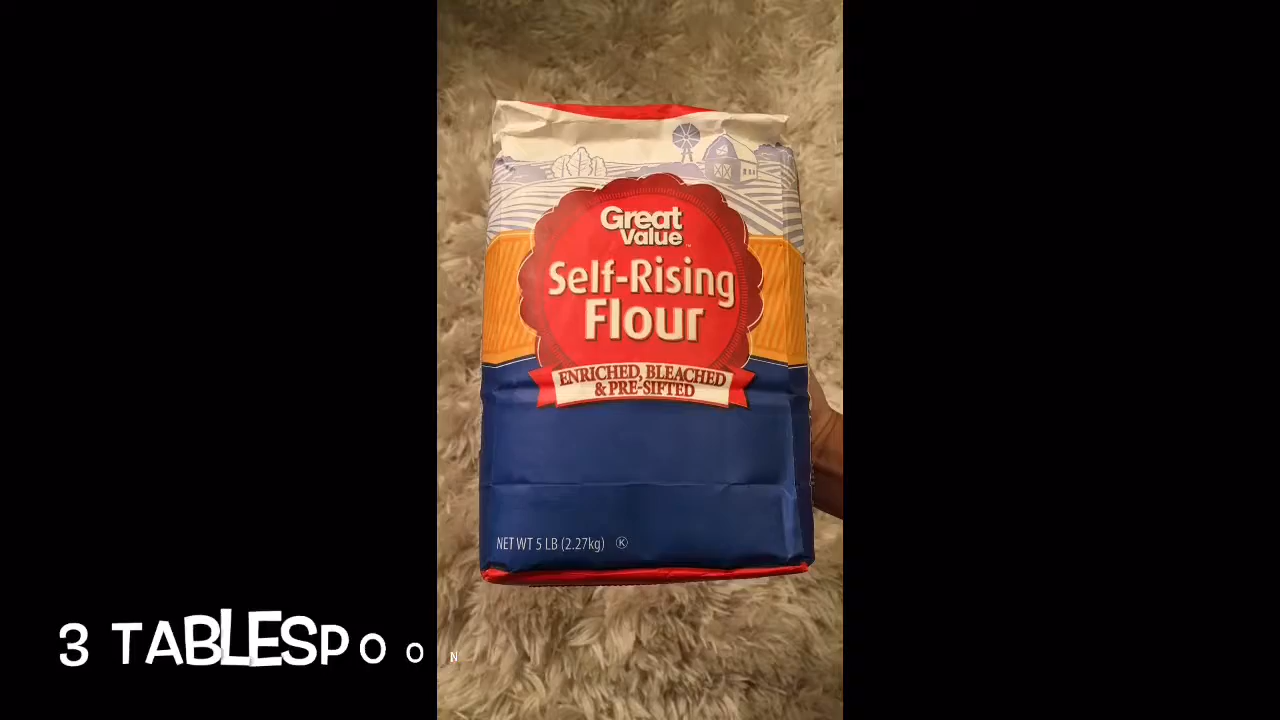 Great
Value
Self-Rising
Flour
ENRICHED, BLEACHED
& PRE-SIFTED
NET WT 5 LB (2.27kg) K
3 TABLESPOON